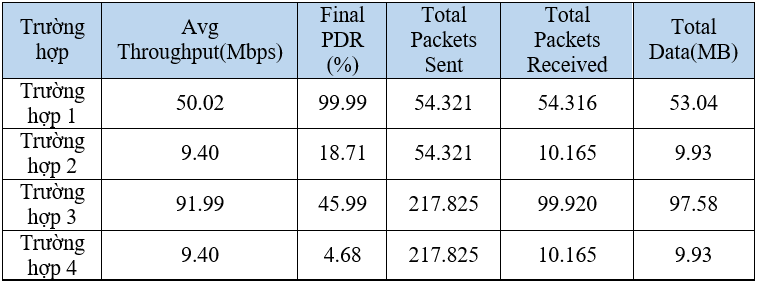 Trường hợp	Avg Throughput(Mbps)	Final PDR (%)	Total Packets Sent	Total Packets Received	Total Data(MB)
Trường hợp 1	50.02	99.99	54.321	54.316	53.04
Trường hợp 2	9.40	18.71	54.321	10.165	9.93
Trường hợp 3	91.99	45.99	217.825	99.920	97.58
Trường hợp 4	9.40	4.68	217.825	10.165	9.93